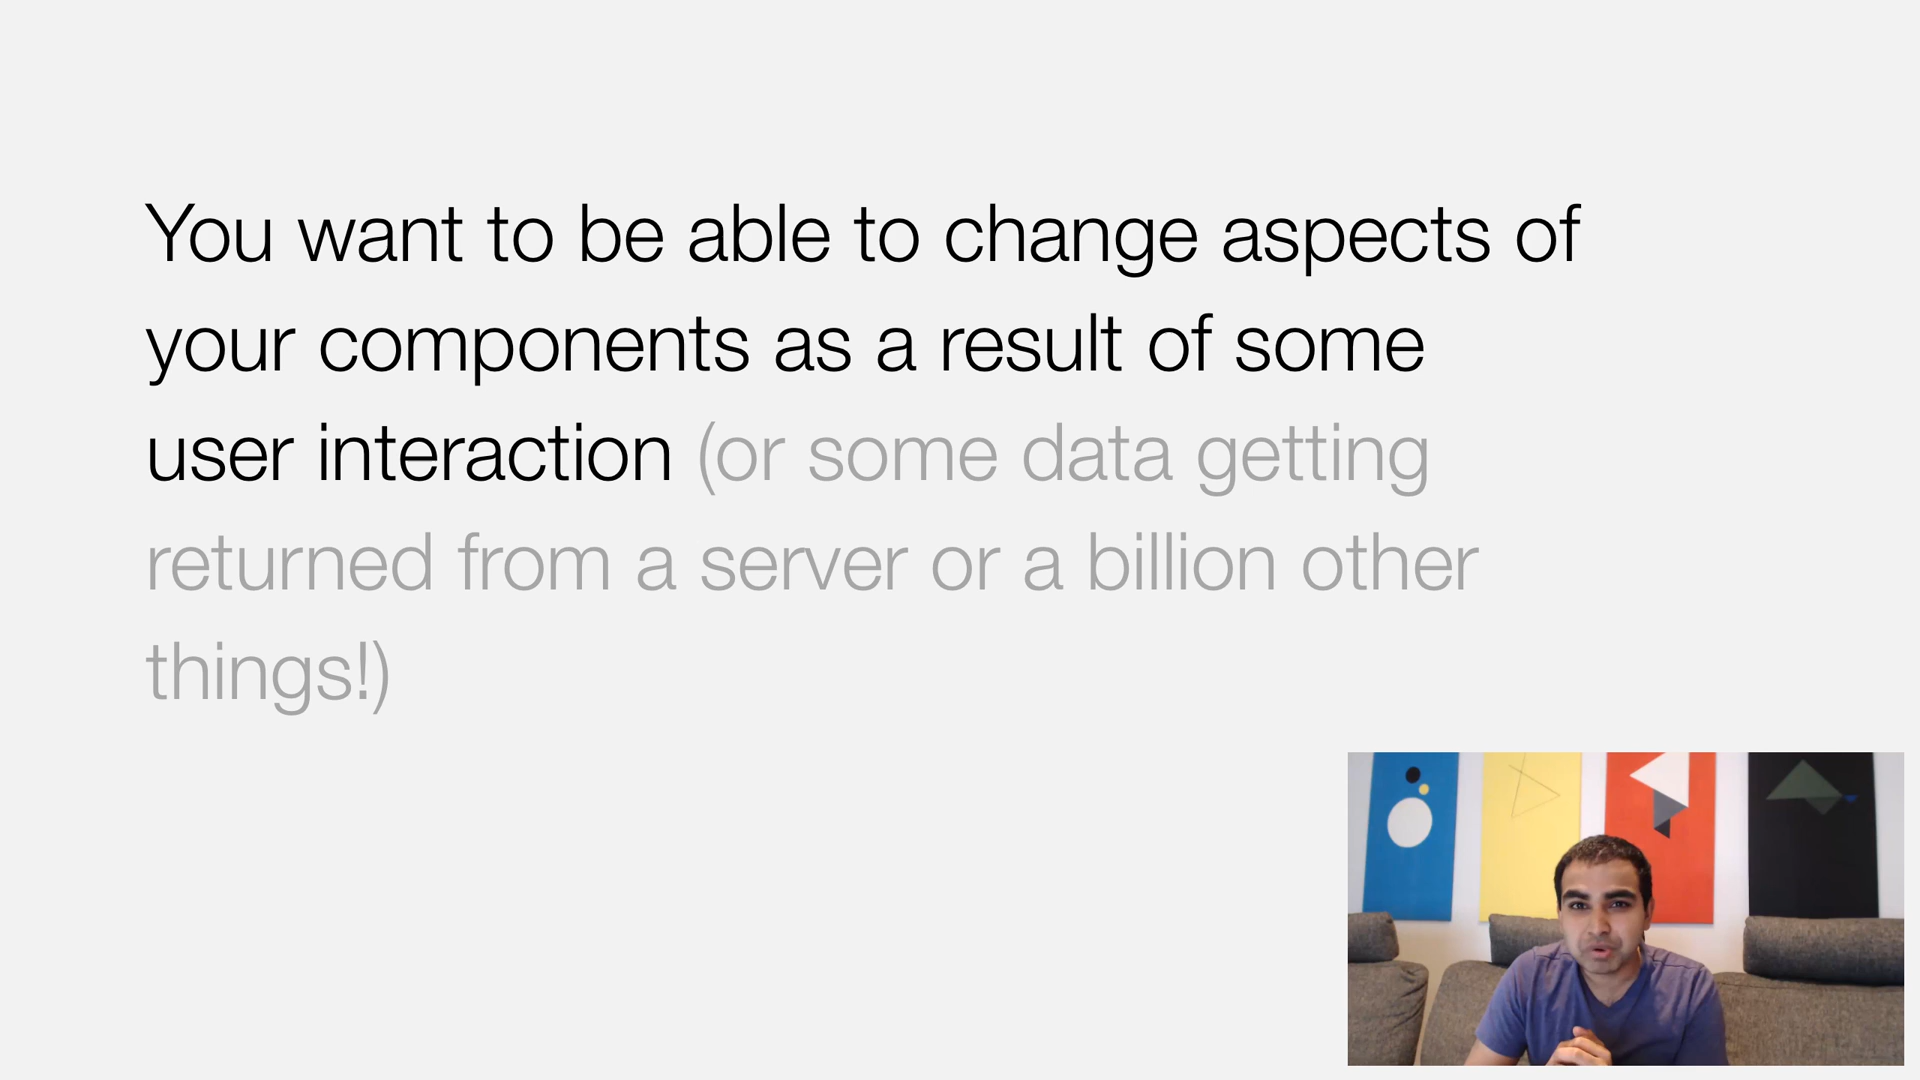 You want to be able to change aspects of
your components as a result of some
user interaction (or some data getting
returned from a server or a billion other
things!)